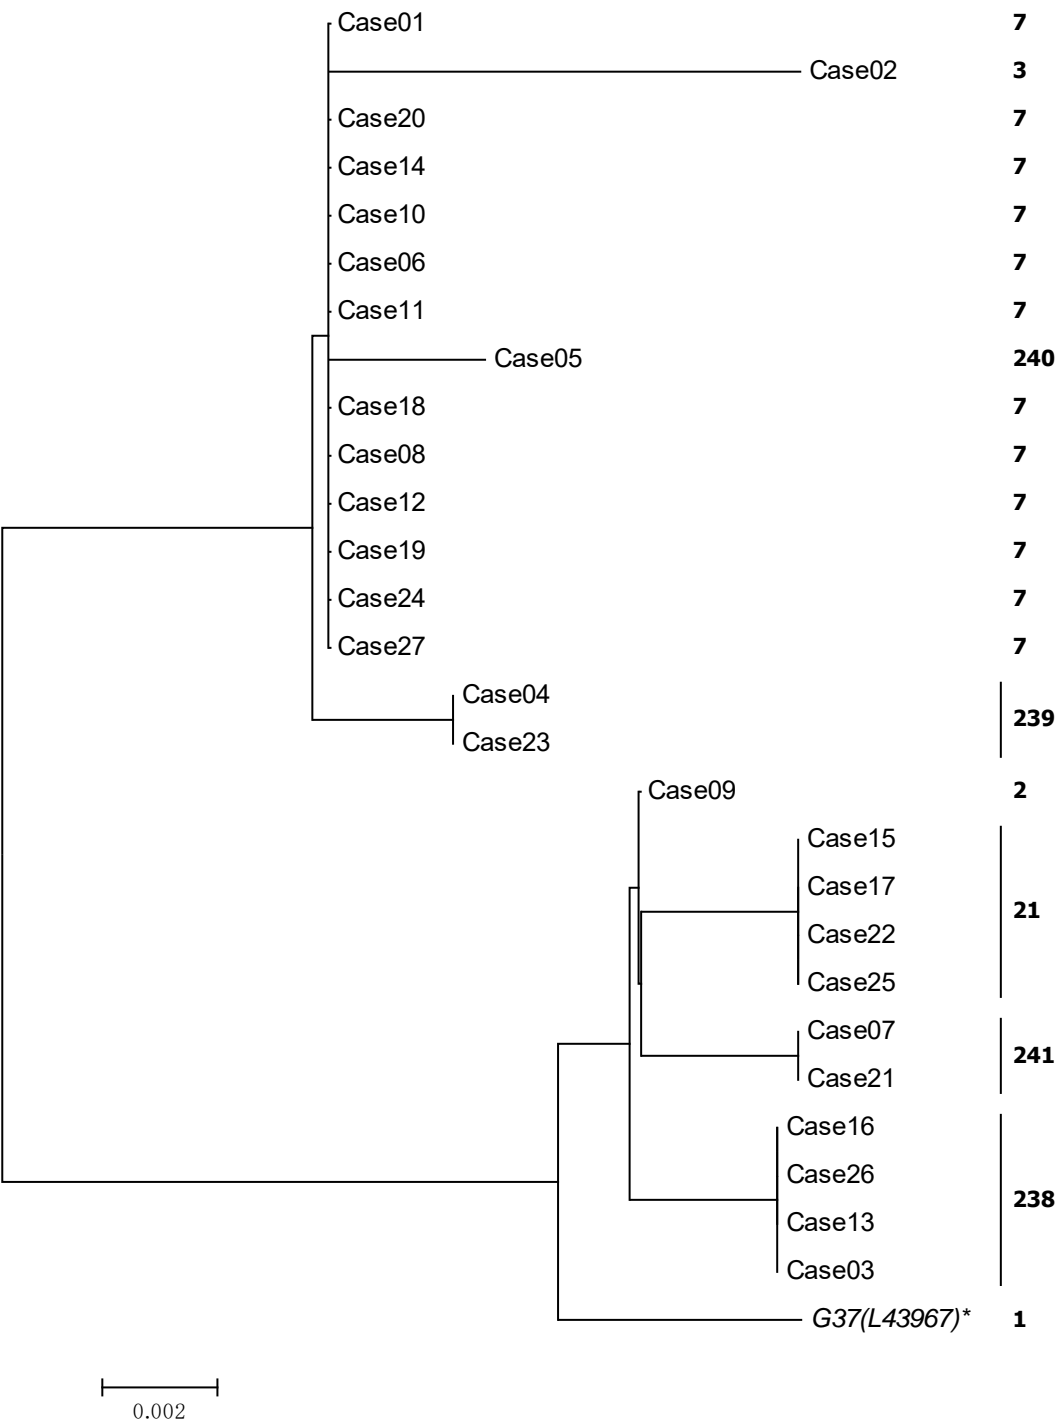 Case01 7
Case02 3
Case20 7
Case14 7
Case10 7
Case06 7
Case11 7
Case05 240
Case18 7
Case08 7
Case12 7
Case19 7
Case24 7
Case27 7
Case04
239
Case23
Case09 2
Case15
Case17
21
Case22
Case25
Case07
241
Case21
Case16
Case26
238
Case13
Case03
G37(L43967)* 1
0.002